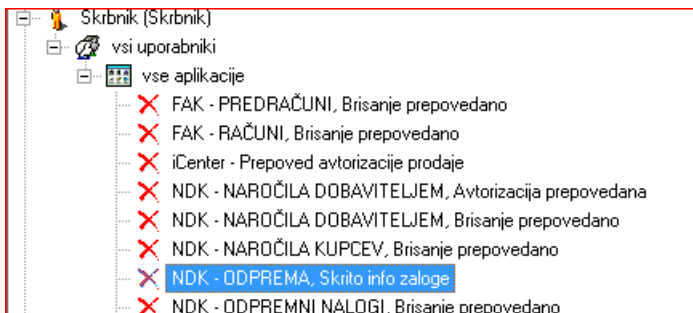 Skrbnik (Skrbnik)
vsi uporabniki
vse aplikacije
FAK - PREDRAČUNI, Brisanje prepovedano
FAK - RAČUNI, Brisanje prepovedano
iCenter - Prepoved avtorizacije prodaje
NDK - NAROČILA DOBAVITELJEM, Avtorizacija prepovedana
NDK - NAROČILA DOBAVITELJEM, Brisanje prepovedano
NDK - NAROČILA KUPCEV, Brisanje prepovedano
NDK - ODPREMA, Skrito info zaloge
NDK - ODPREMNI NALOGI, Brisanje prepovedano